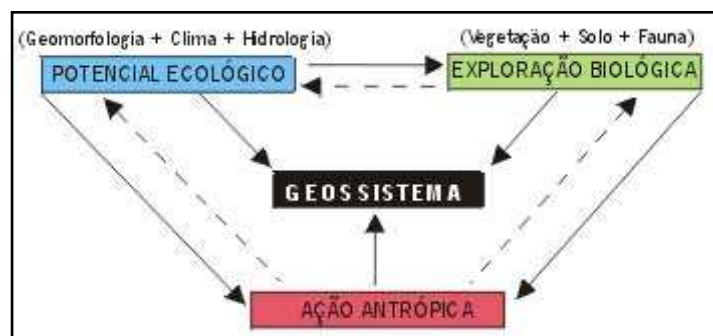 (Geomorfologia + Clima + Hidrologia)
(Vegetação + Solo + Fauna)
POTENCIAL ECOLÓGICO
EXPLORAÇÃO BIOLÓGICA
GEOSSISTEMA
AÇÃO ANTRÓPICA